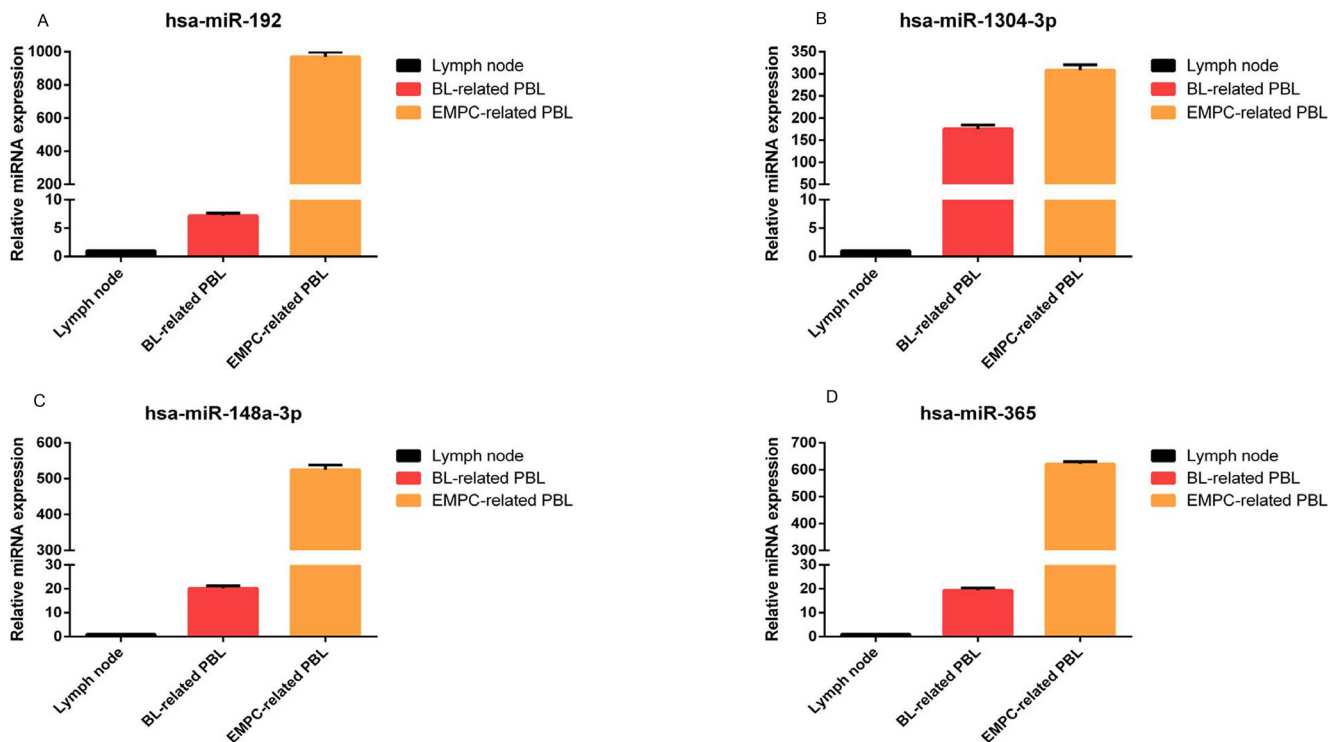 A
hsa-miR-192
Relative miRNA expression
1000
800
600
400
200
10
5
0
Lymph node
BL-related PBL
EMPC-related PBL
Lymph node
BL-related PBL
EMPC-related PBL
B
hsa-miR-1304-3p
Relative miRNA expression
350
300
250
200
150
100
50
10
5
0
Lymph node
BL-related PBL
EMPC-related PBL
Lymph node
BL-related PBL
EMPC-related PBL
C
hsa-miR-148a-3p
Relative miRNA expression
600
500
400
300
30
20
10
0
Lymph node
BL-related PBL
EMPC-related PBL
Lymph node
BL-related PBL
EMPC-related PBL
D
hsa-miR-365
Relative miRNA expression
700
600
500
400
300
30
20
10
0
Lymph node
BL-related PBL
EMPC-related PBL
Lymph node
BL-related PBL
EMPC-related PBL